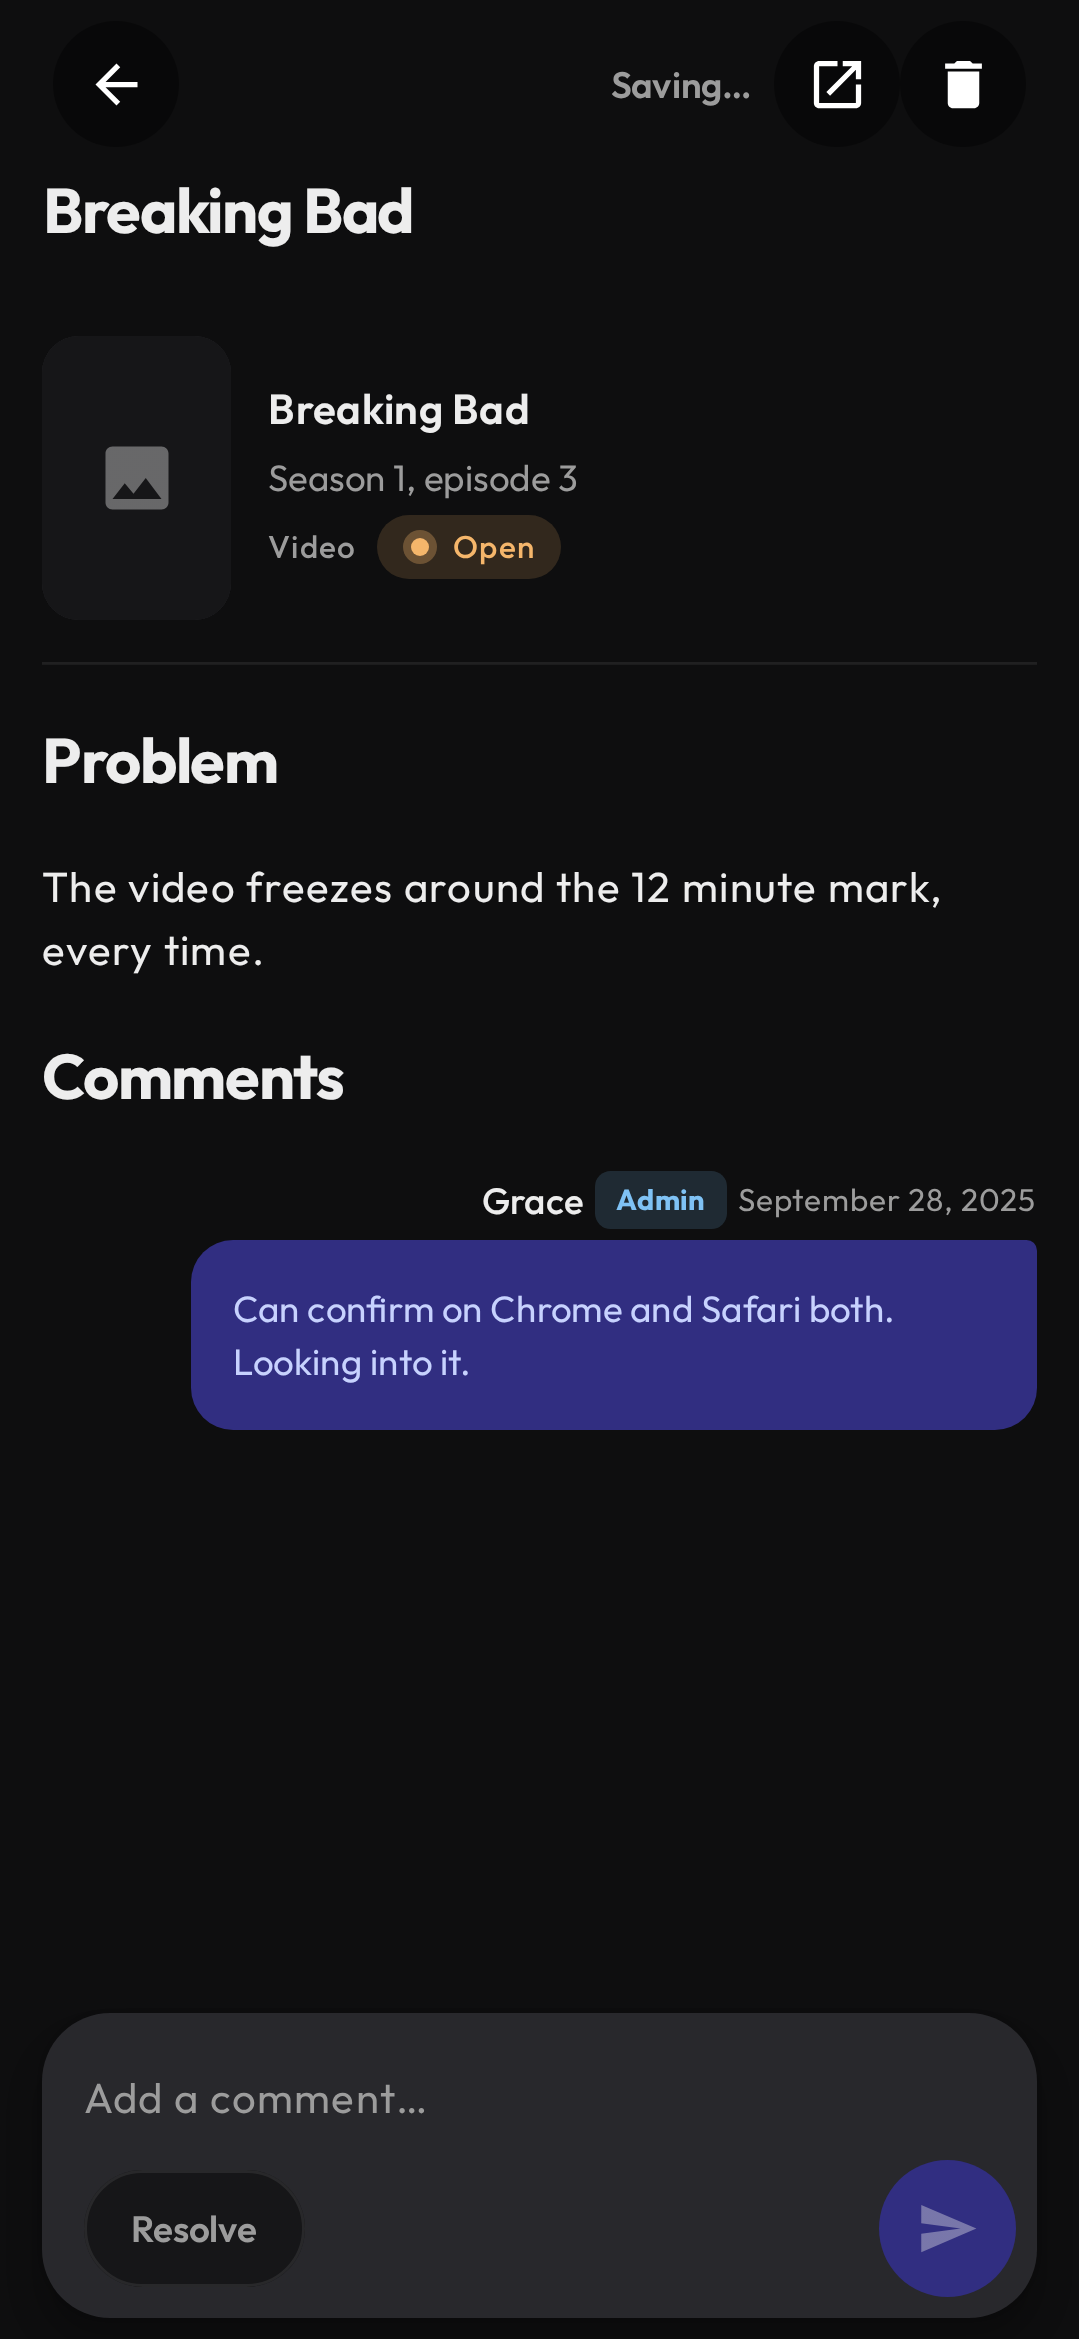 Saving...
Breaking Bad
Breaking Bad
Season 1, episode 3
Video
Open
Problem
The video freezes around the 12 minute mark,
every time.
Comments
Grace Admin September 28, 2025
Can confirm on Chrome and Safari both.
Looking into it.
Add a comment...
Resolve